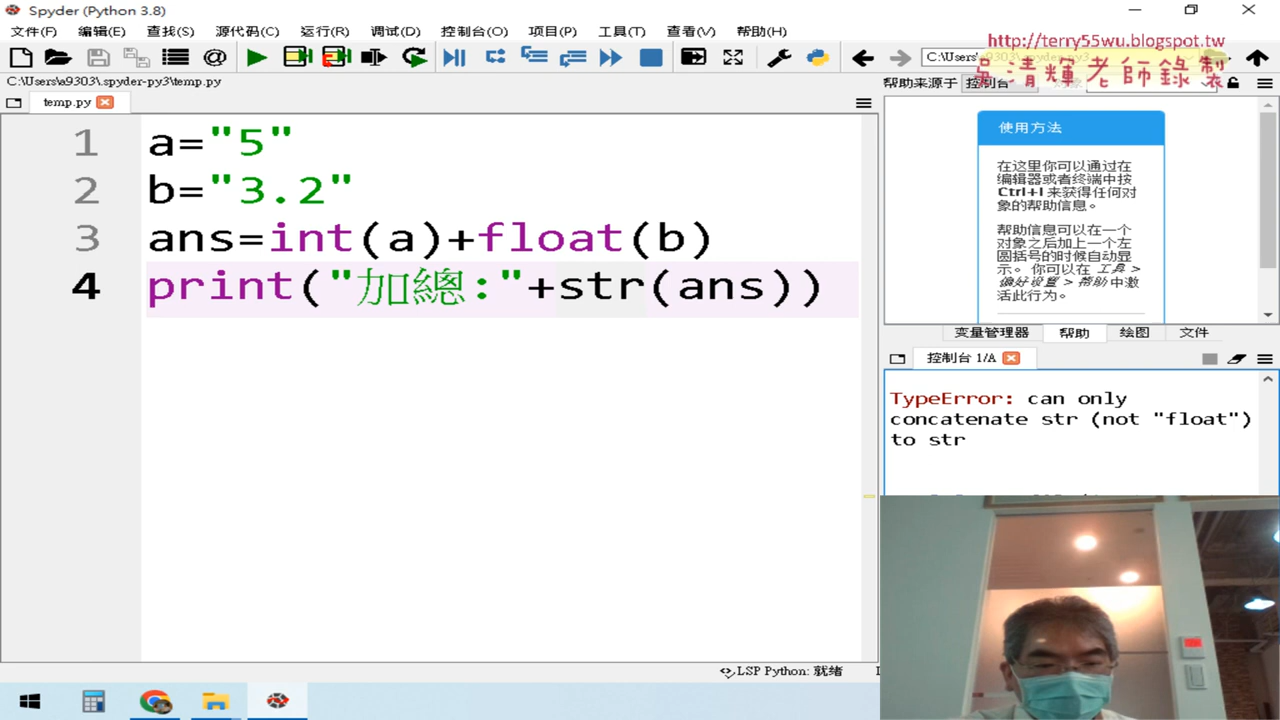 Spyder (Python 3.8)
文件(F) 编辑(E) 查找(S) 源代码(C) 运行(R) 调试(D) 控制台(O) 项目(P) 工具(T) 查看(V) 帮助(H)
http://terry55wu.blogspot.tw
吳清輝老師錄製
C:\Users\a9303\spyder-py3
C:\Users\a9303\spyder-py3\temp.py
帮助来源于 控制台 对象
temp.py
1 a="5"
2 b="3.2"
3 ans=int(a)+float(b)
4 print("加總:"+str(ans))
使用方法
在这里你可以通过在
编辑器或者终端中按
Ctrl+I 来获得任何对
象的帮助信息。
帮助信息可以在一个
对象之后加上一个左
圆括号的时候自动显
示。 你可以在 工具 >
偏好设置 > 帮助 中激
活此行为。
变量管理器 帮助 绘图 文件
控制台 1/A
TypeError: can only
concatenate str (not "float")
to str
LSP Python: 就绪